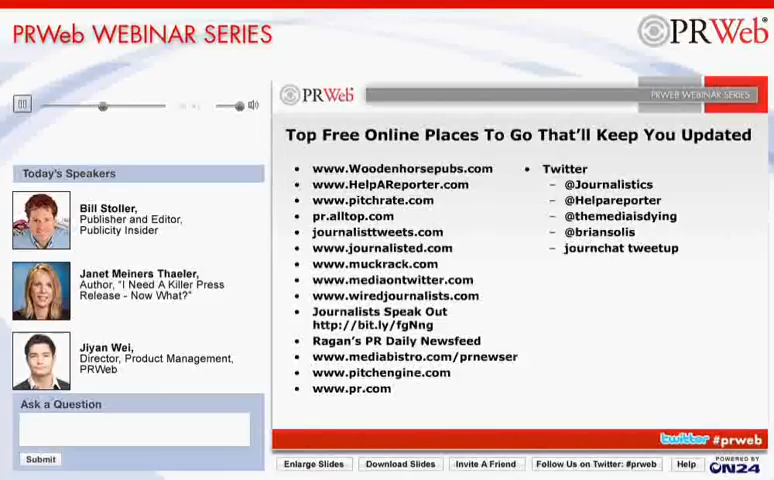 PRWeb WEBINAR SERIES
PRWeb
Today's Speakers
Bill Stoller,
Publisher and Editor,
Publicity Insider
Janet Meiners Thaeler,
Author, "I Need A Killer Press
Release - Now What?"
Jiyan Wei,
Director, Product Management,
PRWeb
Ask a Question
Submit
PRWeb
PRWEB WEBINAR SERIES
Top Free Online Places To Go That'll Keep You Updated
• www.Woodenhorsepubs.com
• www.HelpAReporter.com
• www.pitchrate.com
• pr.alltop.com
• journalisttweets.com
• www.journalisted.com
• www.muckrack.com
• www.mediaontwitter.com
• www.wiredjournalists.com
• Journalists Speak Out
http://bit.ly/fgNng
• Ragan's PR Daily Newsfeed
• www.mediabistro.com/prnewser
• www.pitchengine.com
• www.pr.com
• Twitter
– @Journalistics
– @Helpareporter
– @themediaisdying
– @briansolis
– journchat tweetup
twitter #prweb
Enlarge Slides
Download Slides
Invite A Friend
Follow Us on Twitter: #prweb
Help
POWERED BY
ON24